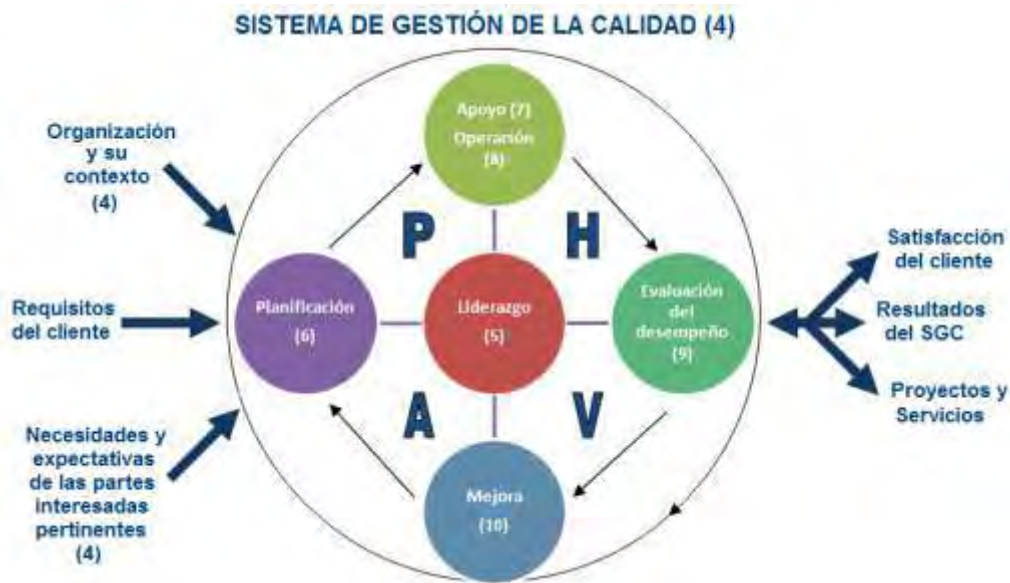 SISTEMA DE GESTIÓN DE LA CALIDAD (4)
Organización
y su
contexto
(4)
Requisitos
del cliente
Necesidades y
expectativas
de las partes
interesadas
pertinentes
(4)
Apoyo (7)
Operación
(8)
P
H
Planificación
(6)
Liderazgo
(5)
Evaluación
del
desempeño
(9)
A
V
Mejora
(10)
Satisfacción
del cliente
Resultados
del SGC
Proyectos y
Servicios